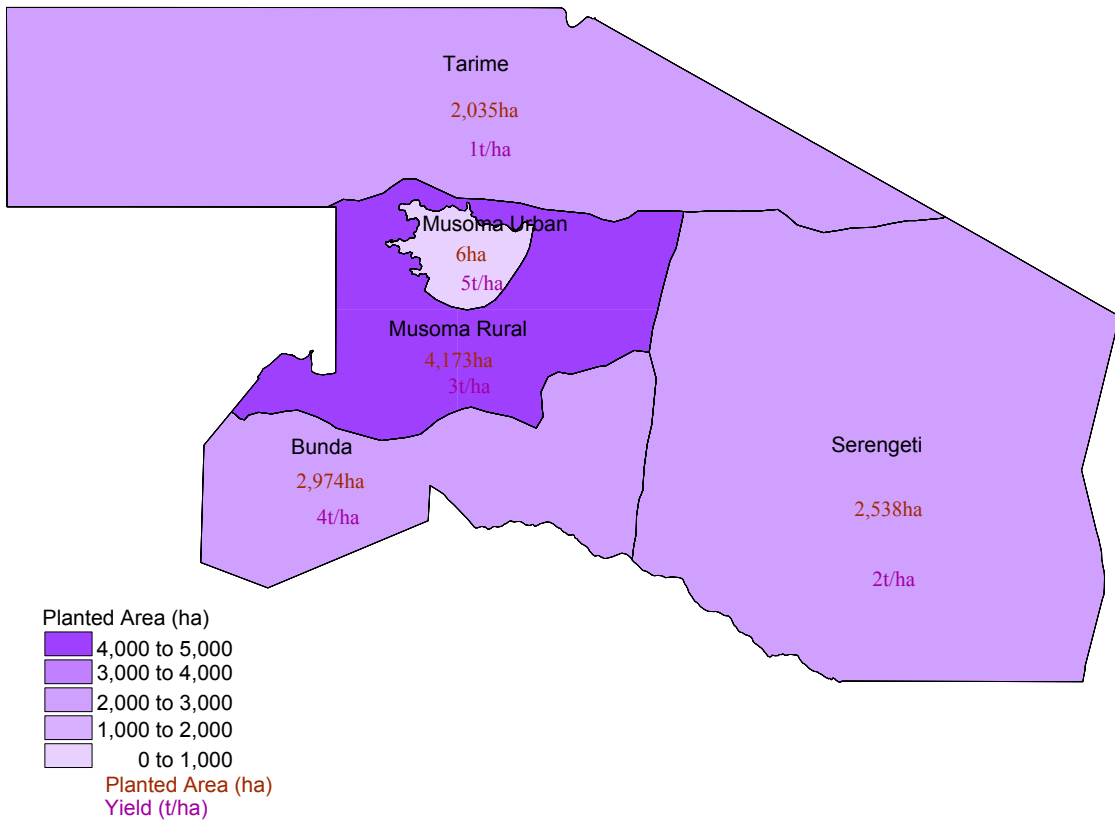 Tarime
2,035ha
1t/ha
Musoma Urban
6ha
5t/ha
Musoma Rural
4,173ha
3t/ha
Bunda
2,974ha
4t/ha
Serengeti
2,538ha
2t/ha
Planted Area (ha)
4,000 to 5,000
3,000 to 4,000
2,000 to 3,000
1,000 to 2,000
0 to 1,000
Planted Area (ha)
Yield (t/ha)